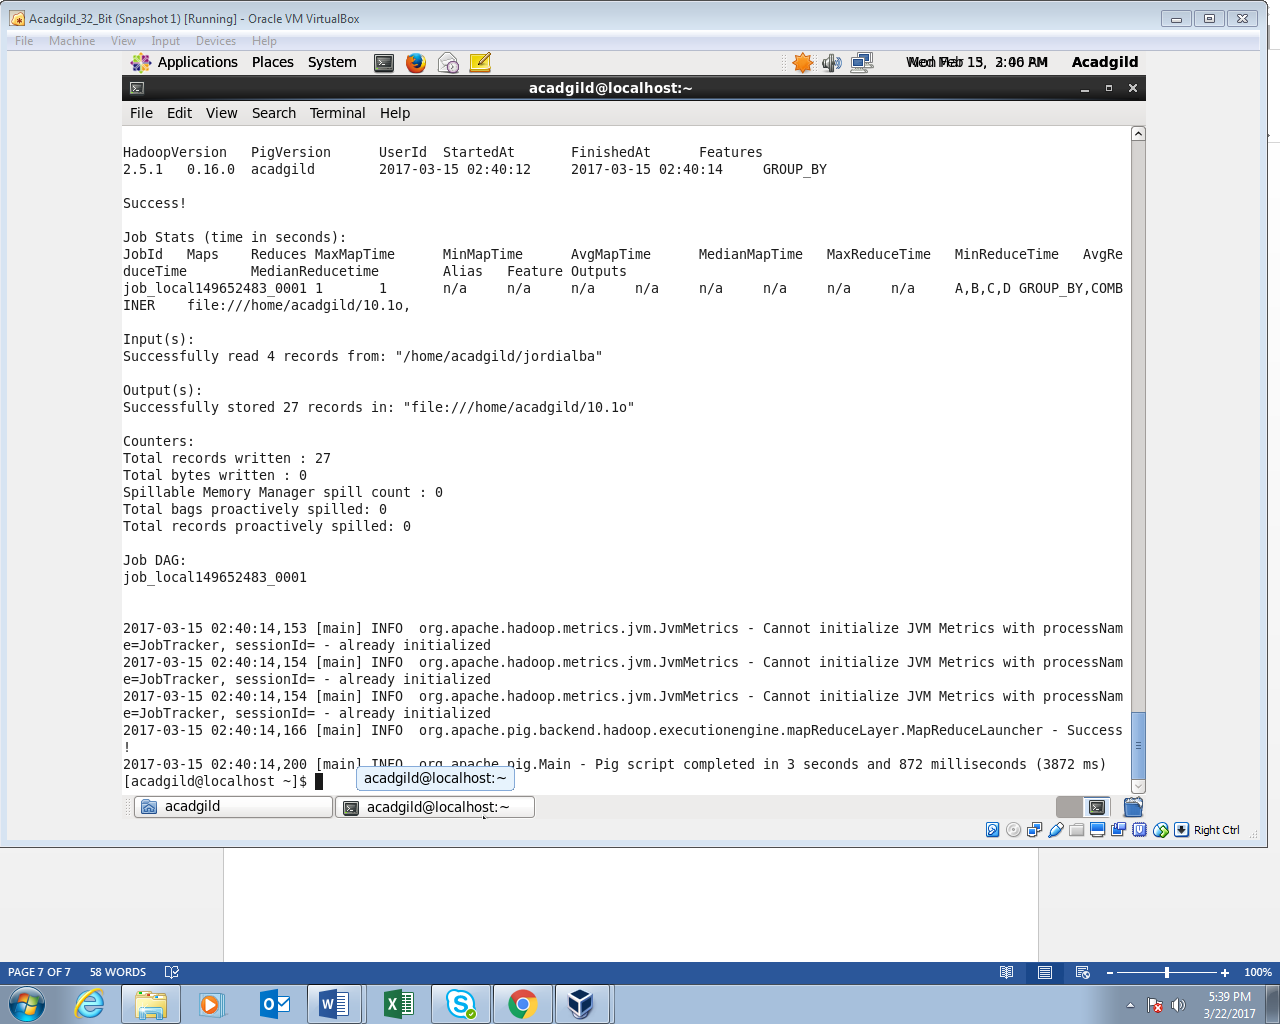 Acadgild_32_Bit (Snapshot 1) [Running] - Oracle VM VirtualBox
File Machine View Input Devices Help
Applications Places System Acadgild
acadgild@localhost:~
File Edit View Search Terminal Help
HadoopVersion PigVersion UserId StartedAt FinishedAt Features
2.5.1 0.16.0 acadgild 2017-03-15 02:40:12 2017-03-15 02:40:14 GROUP_BY
Success!
Job Stats (time in seconds):
JobId Maps Reduces MaxMapTime MinMapTime AvgMapTime MedianMapTime MaxReduceTime MinReduceTime AvgRe
duceTime MedianReducetime Alias Feature Outputs
job_local149652483_0001 1 1 n/a n/a n/a n/a n/a n/a n/a n/a A,B,C,D GROUP_BY,COMB
INER file:///home/acadgild/10.1o,
Input(s):
Successfully read 4 records from: "/home/acadgild/jordialba"
Output(s):
Successfully stored 27 records in: "file:///home/acadgild/10.1o"
Counters:
Total records written : 27
Total bytes written : 0
Spillable Memory Manager spill count : 0
Total bags proactively spilled: 0
Total records proactively spilled: 0
Job DAG:
job_local149652483_0001
2017-03-15 02:40:14,153 [main] INFO org.apache.hadoop.metrics.jvm.JvmMetrics - Cannot initialize JVM Metrics with processNam
e=JobTracker, sessionId= - already initialized
2017-03-15 02:40:14,154 [main] INFO org.apache.hadoop.metrics.jvm.JvmMetrics - Cannot initialize JVM Metrics with processNam
e=JobTracker, sessionId= - already initialized
2017-03-15 02:40:14,154 [main] INFO org.apache.hadoop.metrics.jvm.JvmMetrics - Cannot initialize JVM Metrics with processNam
e=JobTracker, sessionId= - already initialized
2017-03-15 02:40:14,166 [main] INFO org.apache.pig.backend.hadoop.executionengine.mapReduceLayer.MapReduceLauncher - Success
!
2017-03-15 02:40:14,200 [main] INFO org.apache.pig.Main - Pig script completed in 3 seconds and 872 milliseconds (3872 ms)
[acadgild@localhost ~]$
acadgild@localhost:~
acadgild acadgild@localhost:~
Right Ctrl
PAGE 7 OF 7 58 WORDS 100%
5:39 PM
3/22/2017